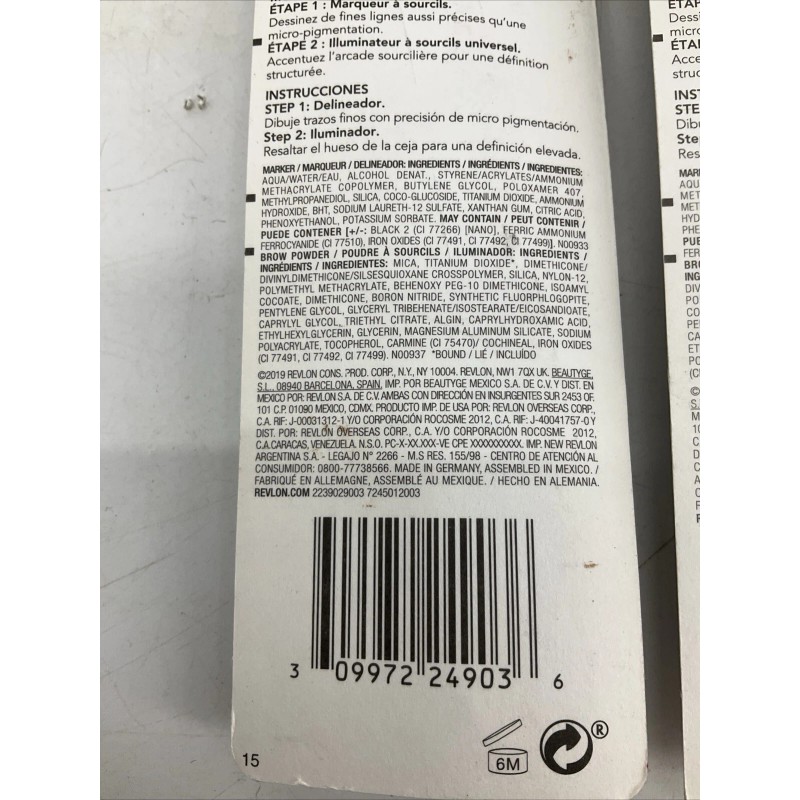 ÉTAPE 1 : Marqueur à sourcils.
Dessinez de fines lignes aussi précises qu'une
micro-pigmentation.
ÉTAPE 2 : Illuminateur à sourcils universel.
Accentuez l'arcade sourcilière pour une définition
structurée.
INSTRUCCIONES
STEP 1: Delineador.
Dibuje trazos finos con precisión de micro pigmentación.
Step 2: Iluminador.
Resaltar el hueso de la ceja para una definición elevada.
MARKER / MARQUEUR / DELINEADOR: INGREDIENTS / INGRÉDIENTS / INGREDIENTES:
AQUA/WATER/EAU, ALCOHOL DENAT., STYRENE/ACRYLATES/AMMONIUM
METHACRYLATE COPOLYMER, BUTYLENE GLYCOL, POLOXAMER 407,
METHYLPROPANEDIOL, SILICA, COCO-GLUCOSIDE, TITANIUM DIOXIDE, AMMONIUM
HYDROXIDE, BHT, SODIUM LAURETH-12 SULFATE, XANTHAN GUM, CITRIC ACID,
PHENOXYETHANOL, POTASSIUM SORBATE. MAY CONTAIN / PEUT CONTENIR /
PUEDE CONTENER [+/-: BLACK 2 (CI 77266) [NANO], FERRIC AMMONIUM
FERROCYANIDE (CI 77510), IRON OXIDES (CI 77491, CI 77492, CI 77499)]. N00933
BROW POWDER / POUDRE À SOURCILS / ILUMINADOR: INGREDIENTS /
INGRÉDIENTS / INGREDIENTES: MICA, TITANIUM DIOXIDE*, DIMETHICONE/
DIVINYLDIMETHICONE/SILSESQUIOXANE CROSSPOLYMER, SILICA, NYLON-12,
POLYMETHYL METHACRYLATE, BEHENOXY PEG-10 DIMETHICONE, ISOAMYL
COCOATE, DIMETHICONE, BORON NITRIDE, SYNTHETIC FLUORPHLOGOPITE,
PENTYLENE GLYCOL, GLYCERYL TRIBEHENATE/ISOSTEARATE/EICOSANDIOATE,
CAPRYLYL GLYCOL, TRIETHYL CITRATE, ALGIN, CAPRYLHYDROXAMIC ACID,
ETHYLHEXYLGLYCERIN, GLYCERIN, MAGNESIUM ALUMINUM SILICATE, SODIUM
POLYACRYLATE, TOCOPHEROL, CARMINE (CI 75470)/ COCHINEAL, IRON OXIDES
(CI 77491, CI 77492, CI 77499). N00937 *BOUND / LIÉ / INCLUÍDO
©2019 REVLON CONS. PROD. CORP., N.Y., NY 10004. REVLON, NW1 7QX UK. BEAUTYGE,
S.L., 08940 BARCELONA, SPAIN. IMP. POR BEAUTYGE MEXICO S.A. DE C.V. Y DIST. EN
MEXICO POR: REVLON S.A. DE C.V. AMBAS CON DIRECCIÓN EN INSURGENTES SUR 2453 OF.
101 C.P. 01090 MEXICO, CDMX. PRODUCTO IMP. DE USA POR: REVLON OVERSEAS CORP.,
C.A. RIF: J-00031312-1 Y/O CORPORACIÓN ROCOSME 2012, C.A. RIF: J-40041757-0 Y
DIST. POR: REVLON OVERSEAS CORP., C.A. Y/O CORPORACIÓN ROCOSME 2012,
C.A. CARACAS, VENEZUELA. N.S.O. PC-X-XX.XXX-VE CPE XXXXXXXXXX. IMP. NEW REVLON
ARGENTINA S.A. - LEGAJO N° 2266 - M.S RES. 155/98 - CENTRO DE ATENCIÓN AL
CONSUMIDOR: 0800-77738566. MADE IN GERMANY, ASSEMBLED IN MEXICO. /
FABRIQUÉ EN ALLEMAGNE, ASSEMBLÉ AU MEXIQUE. / HECHO EN ALEMANIA.
REVLON.COM 2239029003 7245012003
3 09972 24903 6
15
6M
®